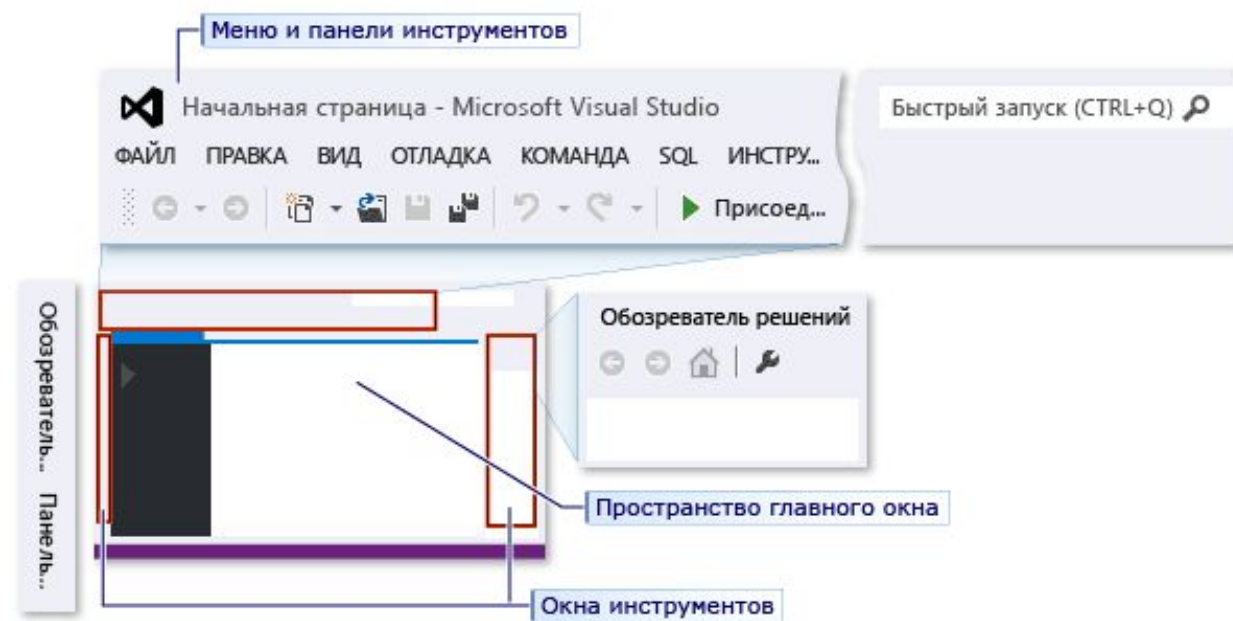 Меню и панели инструментов
Начальная страница - Microsoft Visual Studio
Быстрый запуск (CTRL+Q)
ФАЙЛ ПРАВКА ВИД ОТЛАДКА КОМАНДА SQL ИНСТРУ...
Присоед...
Обозреватель... Панель...
Обозреватель решений
Пространство главного окна
Окна инструментов